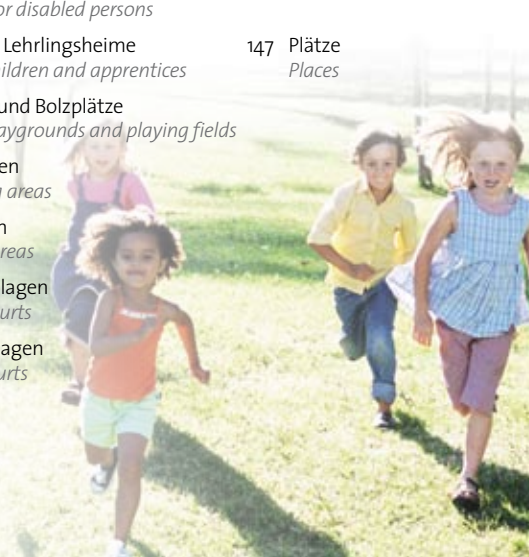 or disabled persons
Lehrlingsheime 147 Plätze
ildren and apprentices Places
und Bolzplätze
aygrounds and playing fields
en
areas
n
reas
lagen
urts
lagen
urts